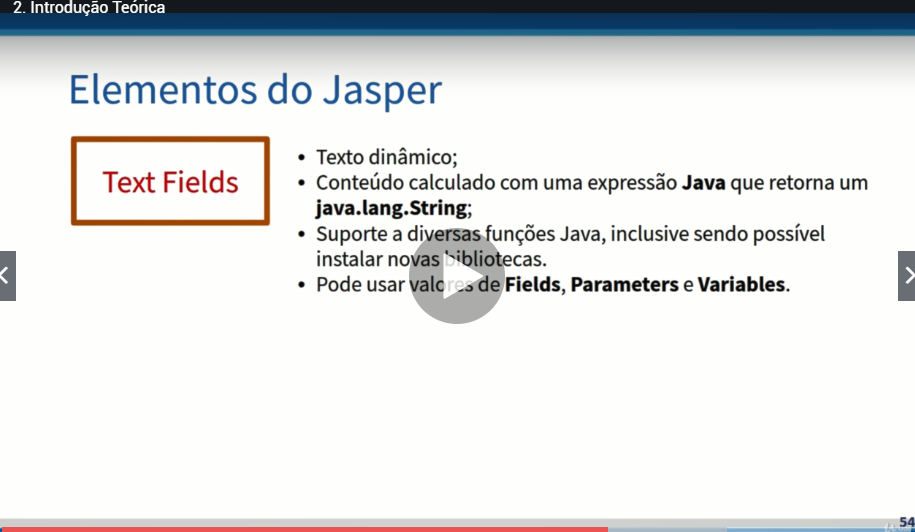 2. Introdução Teórica
Elementos do Jasper
Text Fields
• Texto dinâmico;
• Conteúdo calculado com uma expressão Java que retorna um
java.lang.String;
• Suporte a diversas funções Java, inclusive sendo possível
instalar novas bibliotecas.
• Pode usar valores de Fields, Parameters e Variables.
54